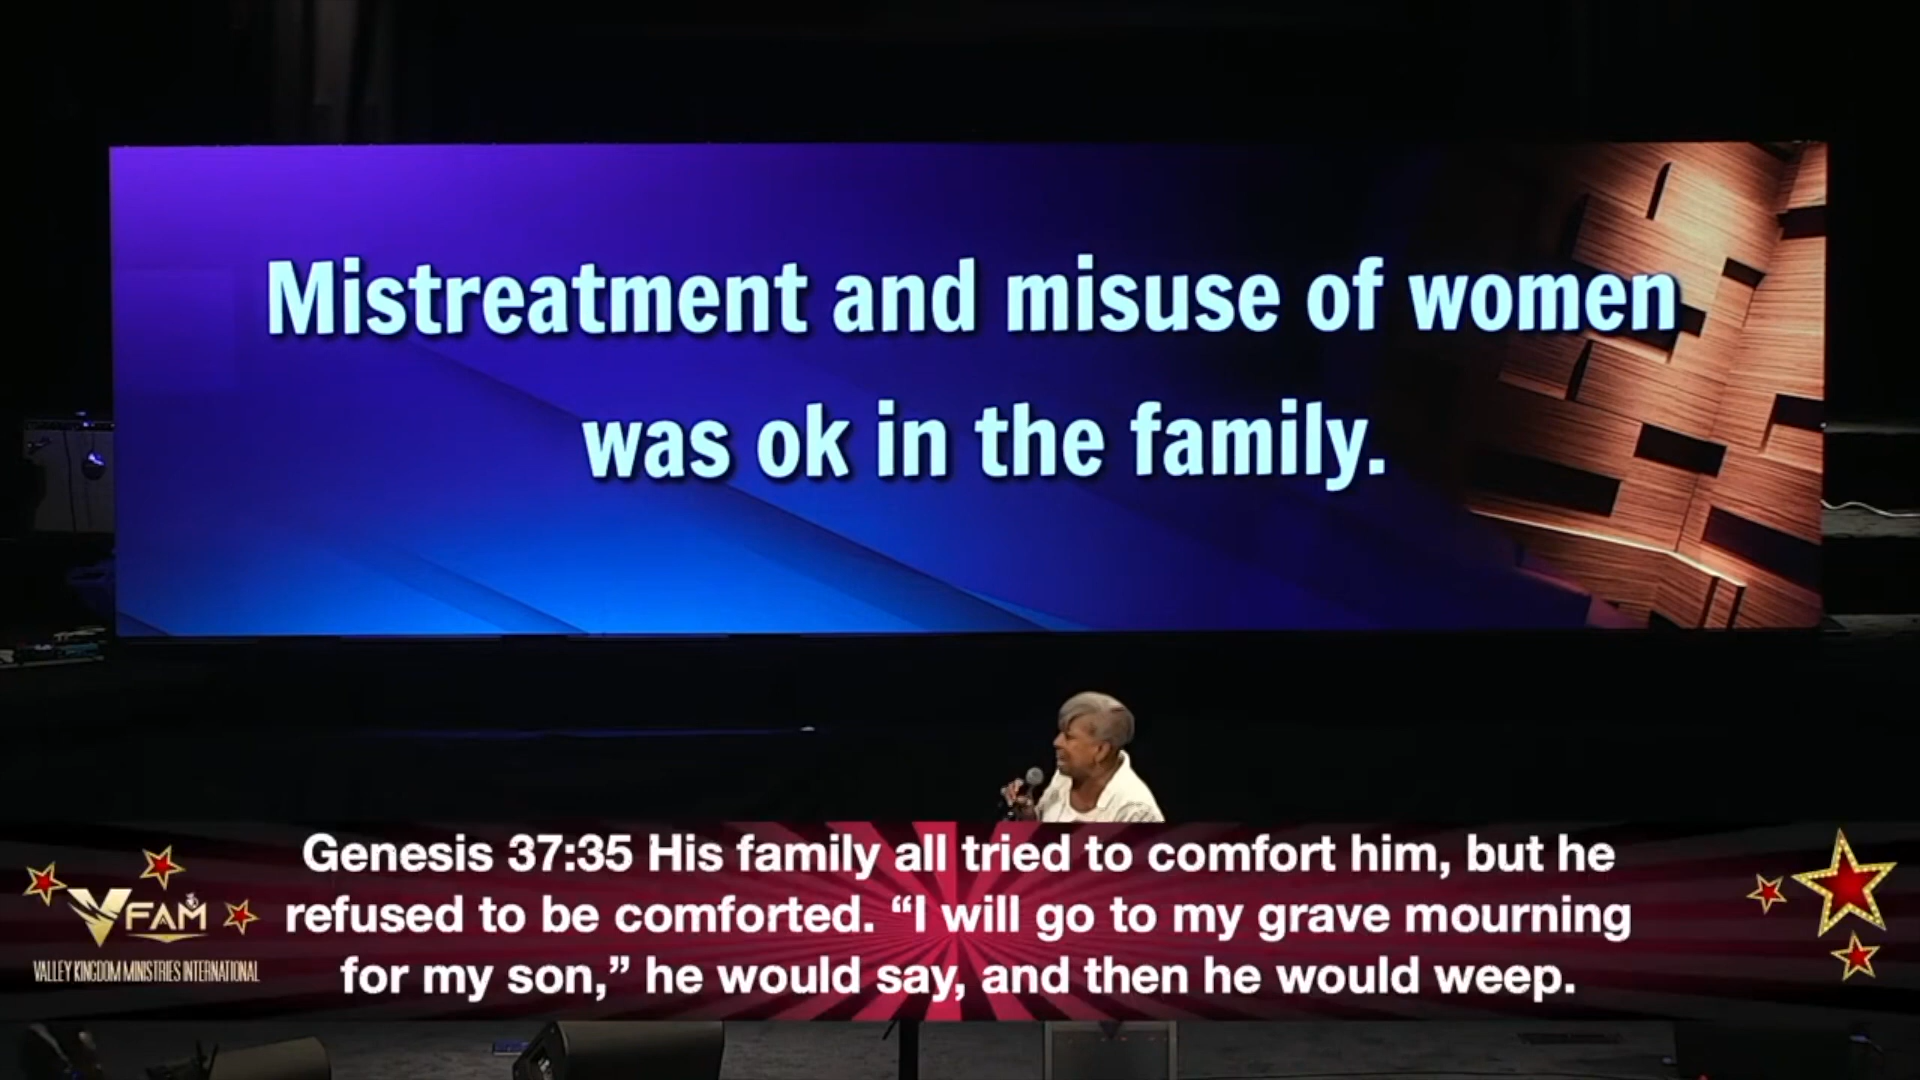 Mistreatment and misuse of women
was ok in the family.
Genesis 37:35 His family all tried to comfort him, but he
refused to be comforted. “I will go to my grave mourning
for my son,” he would say, and then he would weep.
VFAM
VALLEY KINGDOM MINISTRIES INTERNATIONAL